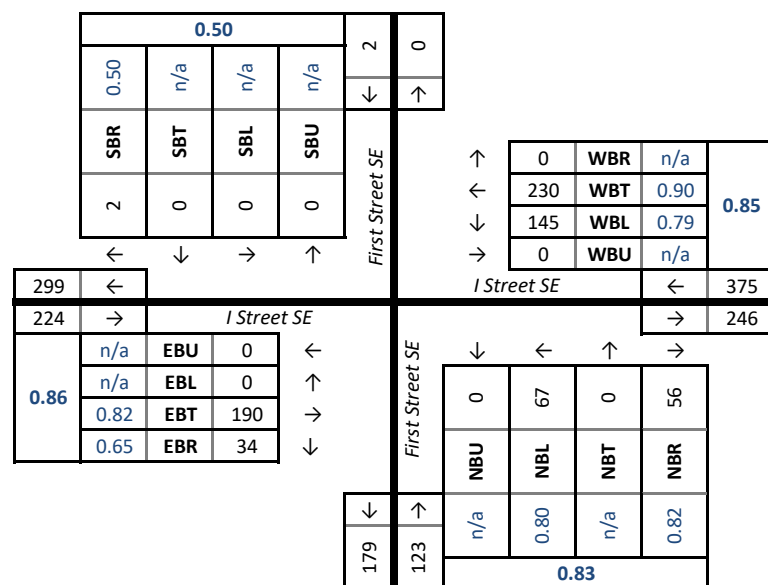 0.50
2
0
0.50
n/a
n/a
n/a
↓
↑
SBR
SBT
SBL
SBU
2
0
0
0
← ↓ → ↑
First Street SE
↑ 0 WBR n/a
← 230 WBT 0.90
↓ 145 WBL 0.79
→ 0 WBU n/a
0.85
299 ←
I Street SE
← 375
224 →
I Street SE
→ 246
0.86
n/a EBU 0 ←
n/a EBL 0 ↑
0.82 EBT 190 →
0.65 EBR 34 ↓
First Street SE
↓ ← ↑ →
0
67
0
56
NBU
NBL
NBT
NBR
n/a
0.80
n/a
0.82
↓
↑
179
123
0.83